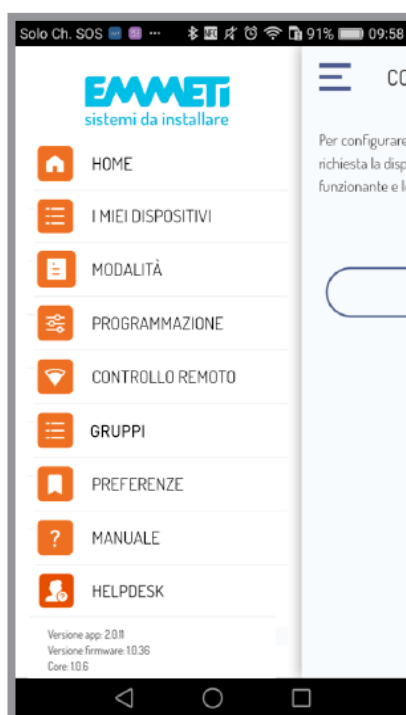 Solo Ch. SOS ... 91% 09:58
EMMETI
sistemi da installare
HOME
I MIEI DISPOSITIVI
MODALITÀ
PROGRAMMAZIONE
CONTROLLO REMOTO
GRUPPI
PREFERENZE
MANUALE
HELPDESK
Versione app: 2.0.11
Versione firmware: 1.0.36
Core: 1.0.6
CO
Per configurare
richiesta la disp
funzionante e l